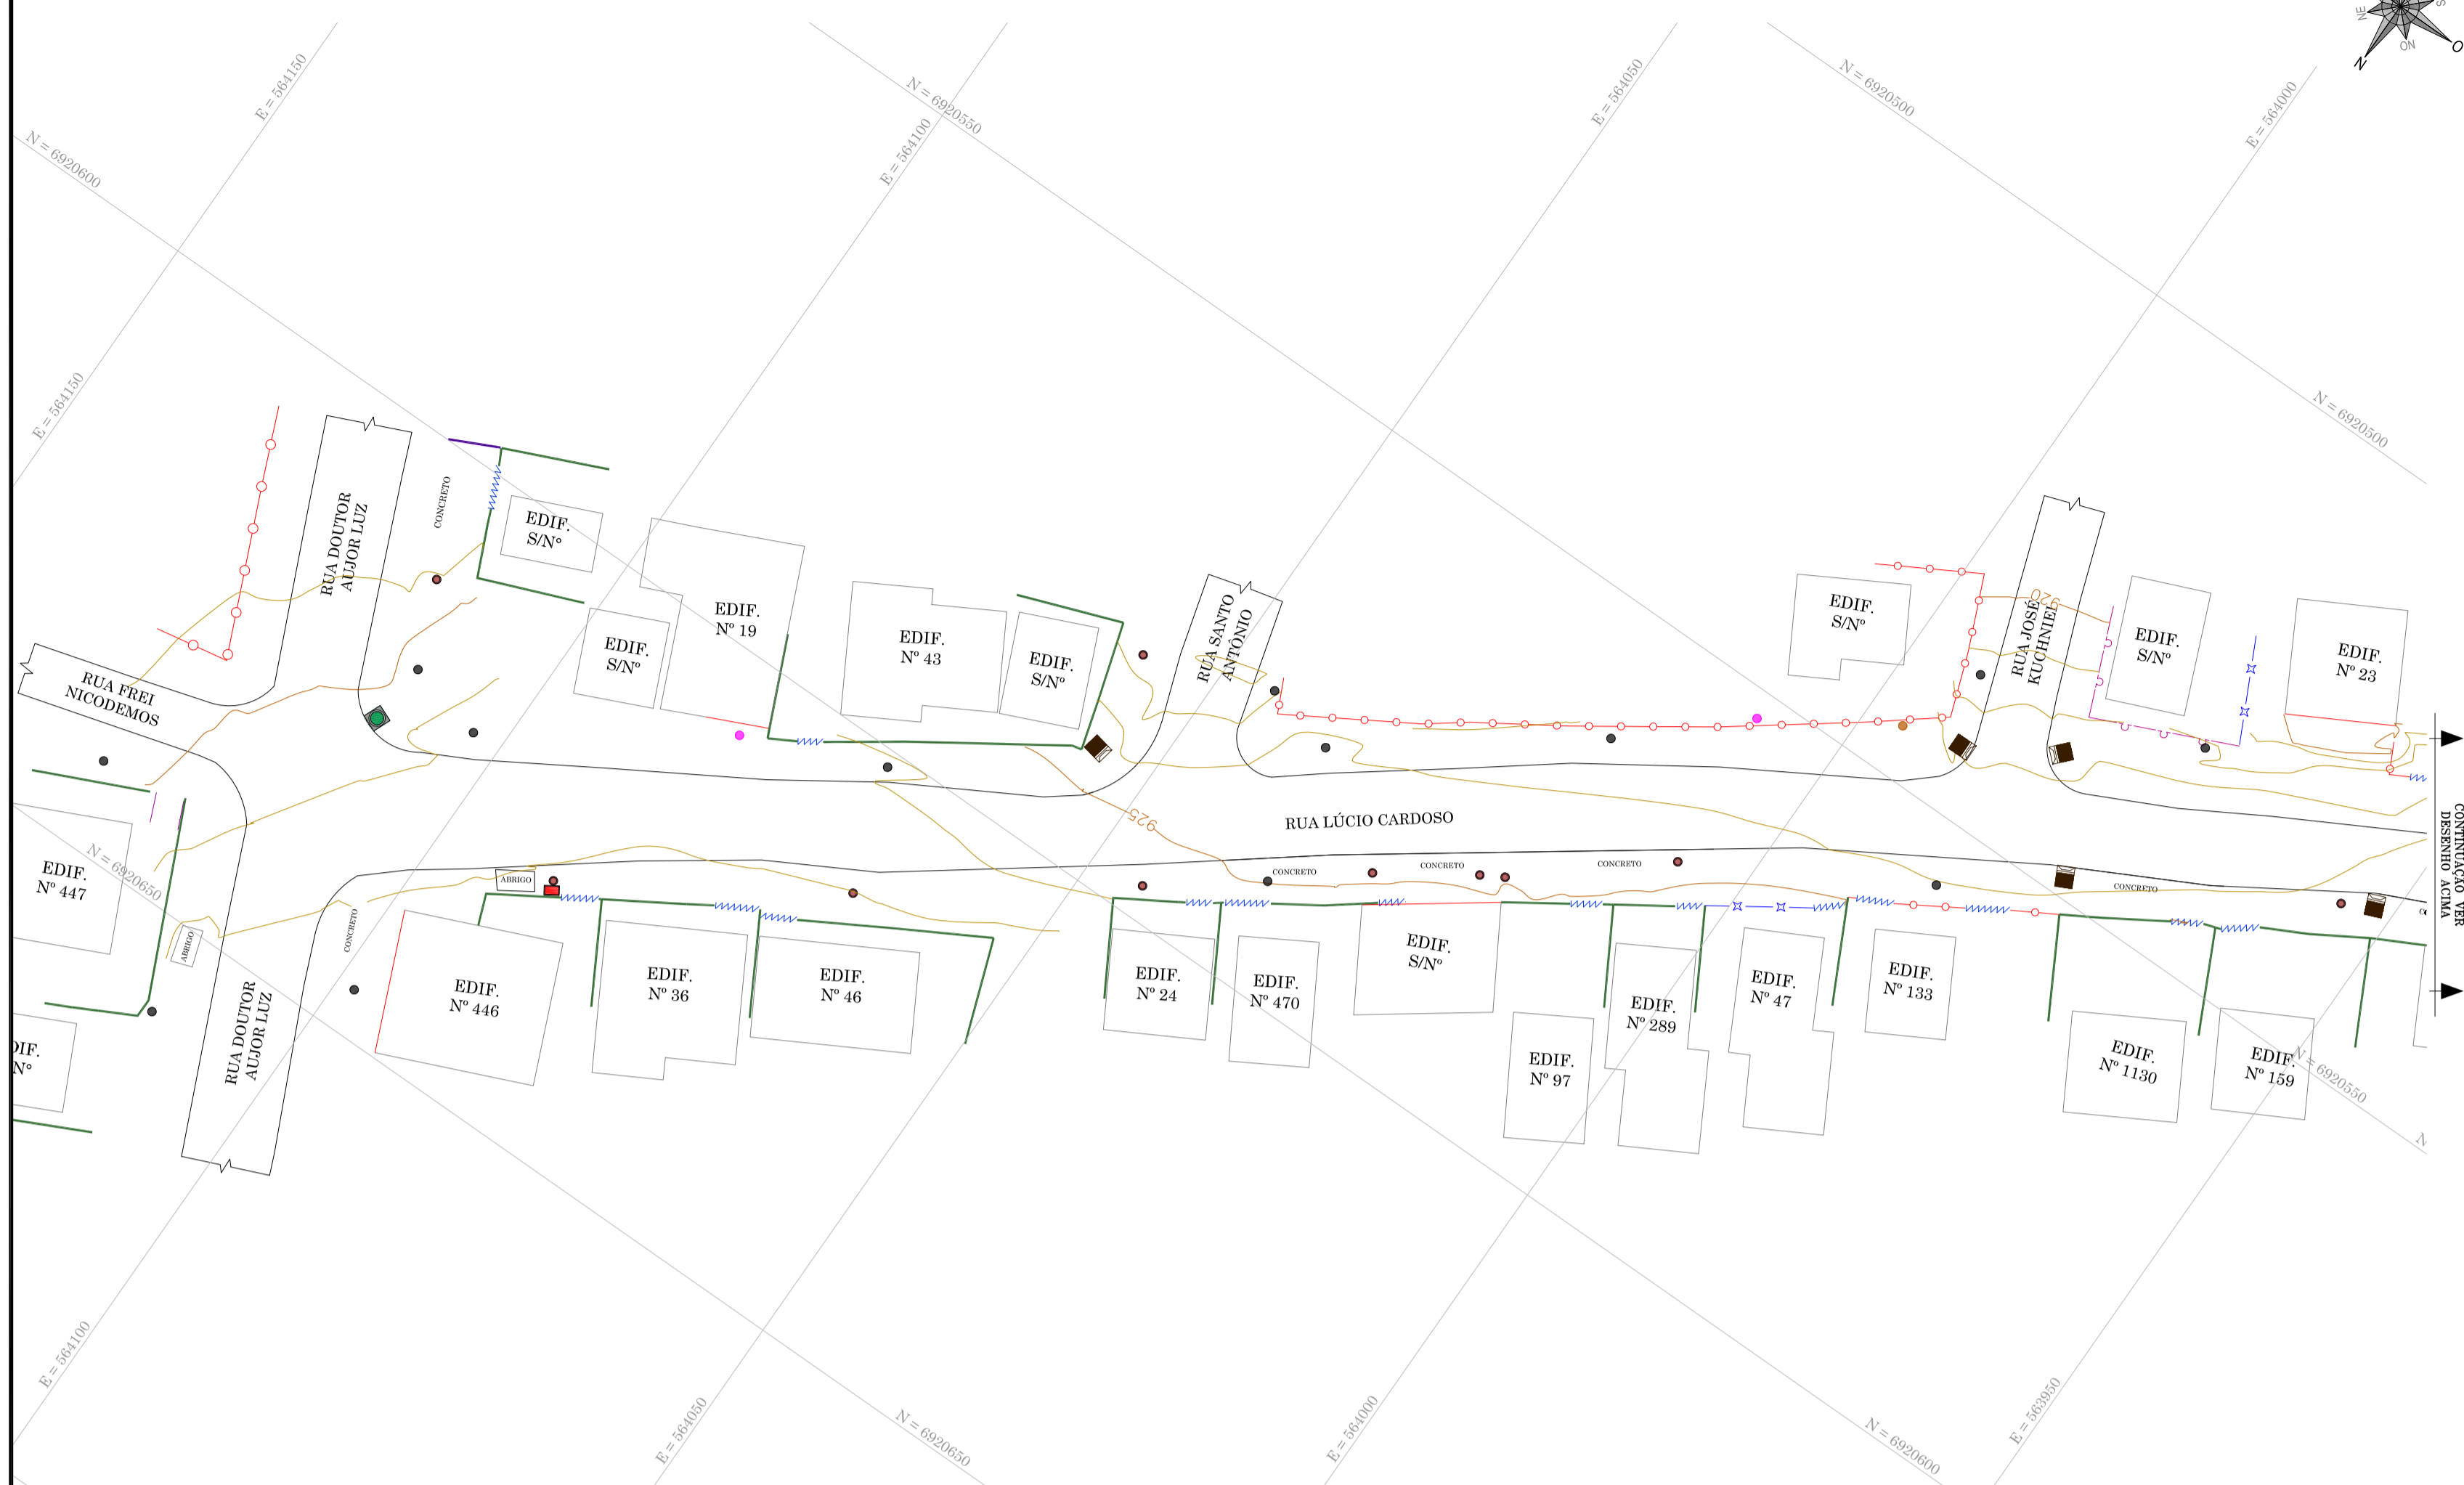 NE
ON
N
O
S
E = 564150
N = 6920550
E = 564050
N = 6920500
E = 564000
N = 6920600
E = 564100
E = 564150
N = 6920500
CONCRETO
RUA DOUTOR
AUJOR LUZ
EDIF.
S/N°
EDIF.
Nº 19
EDIF.
S/Nº
EDIF.
Nº 43
EDIF.
S/Nº
RUA SANTO
ANTÔNIO
EDIF.
S/Nº
920
RUA JOSÉ
KUCHNIEL
EDIF.
S/Nº
EDIF.
Nº 23
RUA FREI
NICODEMOS
925
RUA LÚCIO CARDOSO
CONTINUAÇÃO VER
DESENHO ACIMA
N = 6920650
EDIF.
Nº 447
ABRIGO
ABRIGO
CONCRETO
CONCRETO
CONCRETO
CONCRETO
CONCRETO
EDIF.
Nº 446
EDIF.
Nº 36
EDIF.
Nº 46
EDIF.
Nº 24
EDIF.
Nº 470
EDIF.
S/Nº
EDIF.
Nº 97
EDIF.
Nº 289
EDIF.
Nº 47
EDIF.
Nº 133
EDIF.
Nº 1130
EDIF.
Nº 159
N = 6920550
N
DIF.
N°
RUA DOUTOR
AUJOR LUZ
E = 564100
E = 564050
N = 6920650
E = 564000
N = 6920600
E = 563950